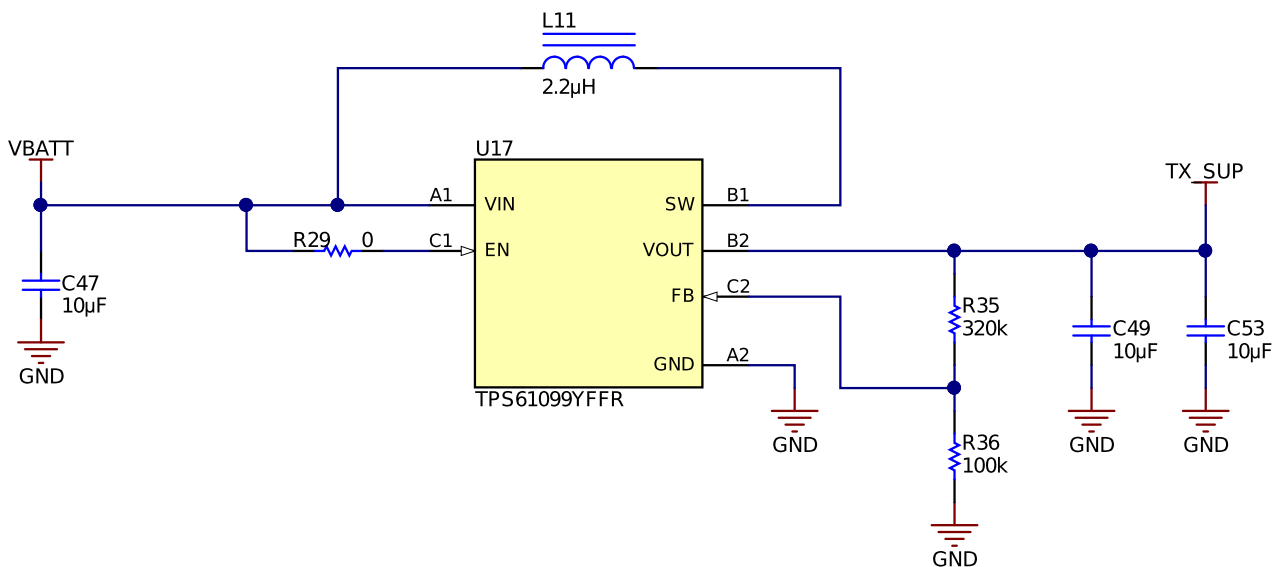 L11
2.2µH
VBATT
U17
TX_SUP
A1
VIN
SW
B1
R29
0
C1
EN
VOUT
B2
C47
10µF
FB
C2
R35
320k
C49
10µF
C53
10µF
GND
GND
A2
TPS61099YFFR
GND
GND
GND
R36
100k
GND